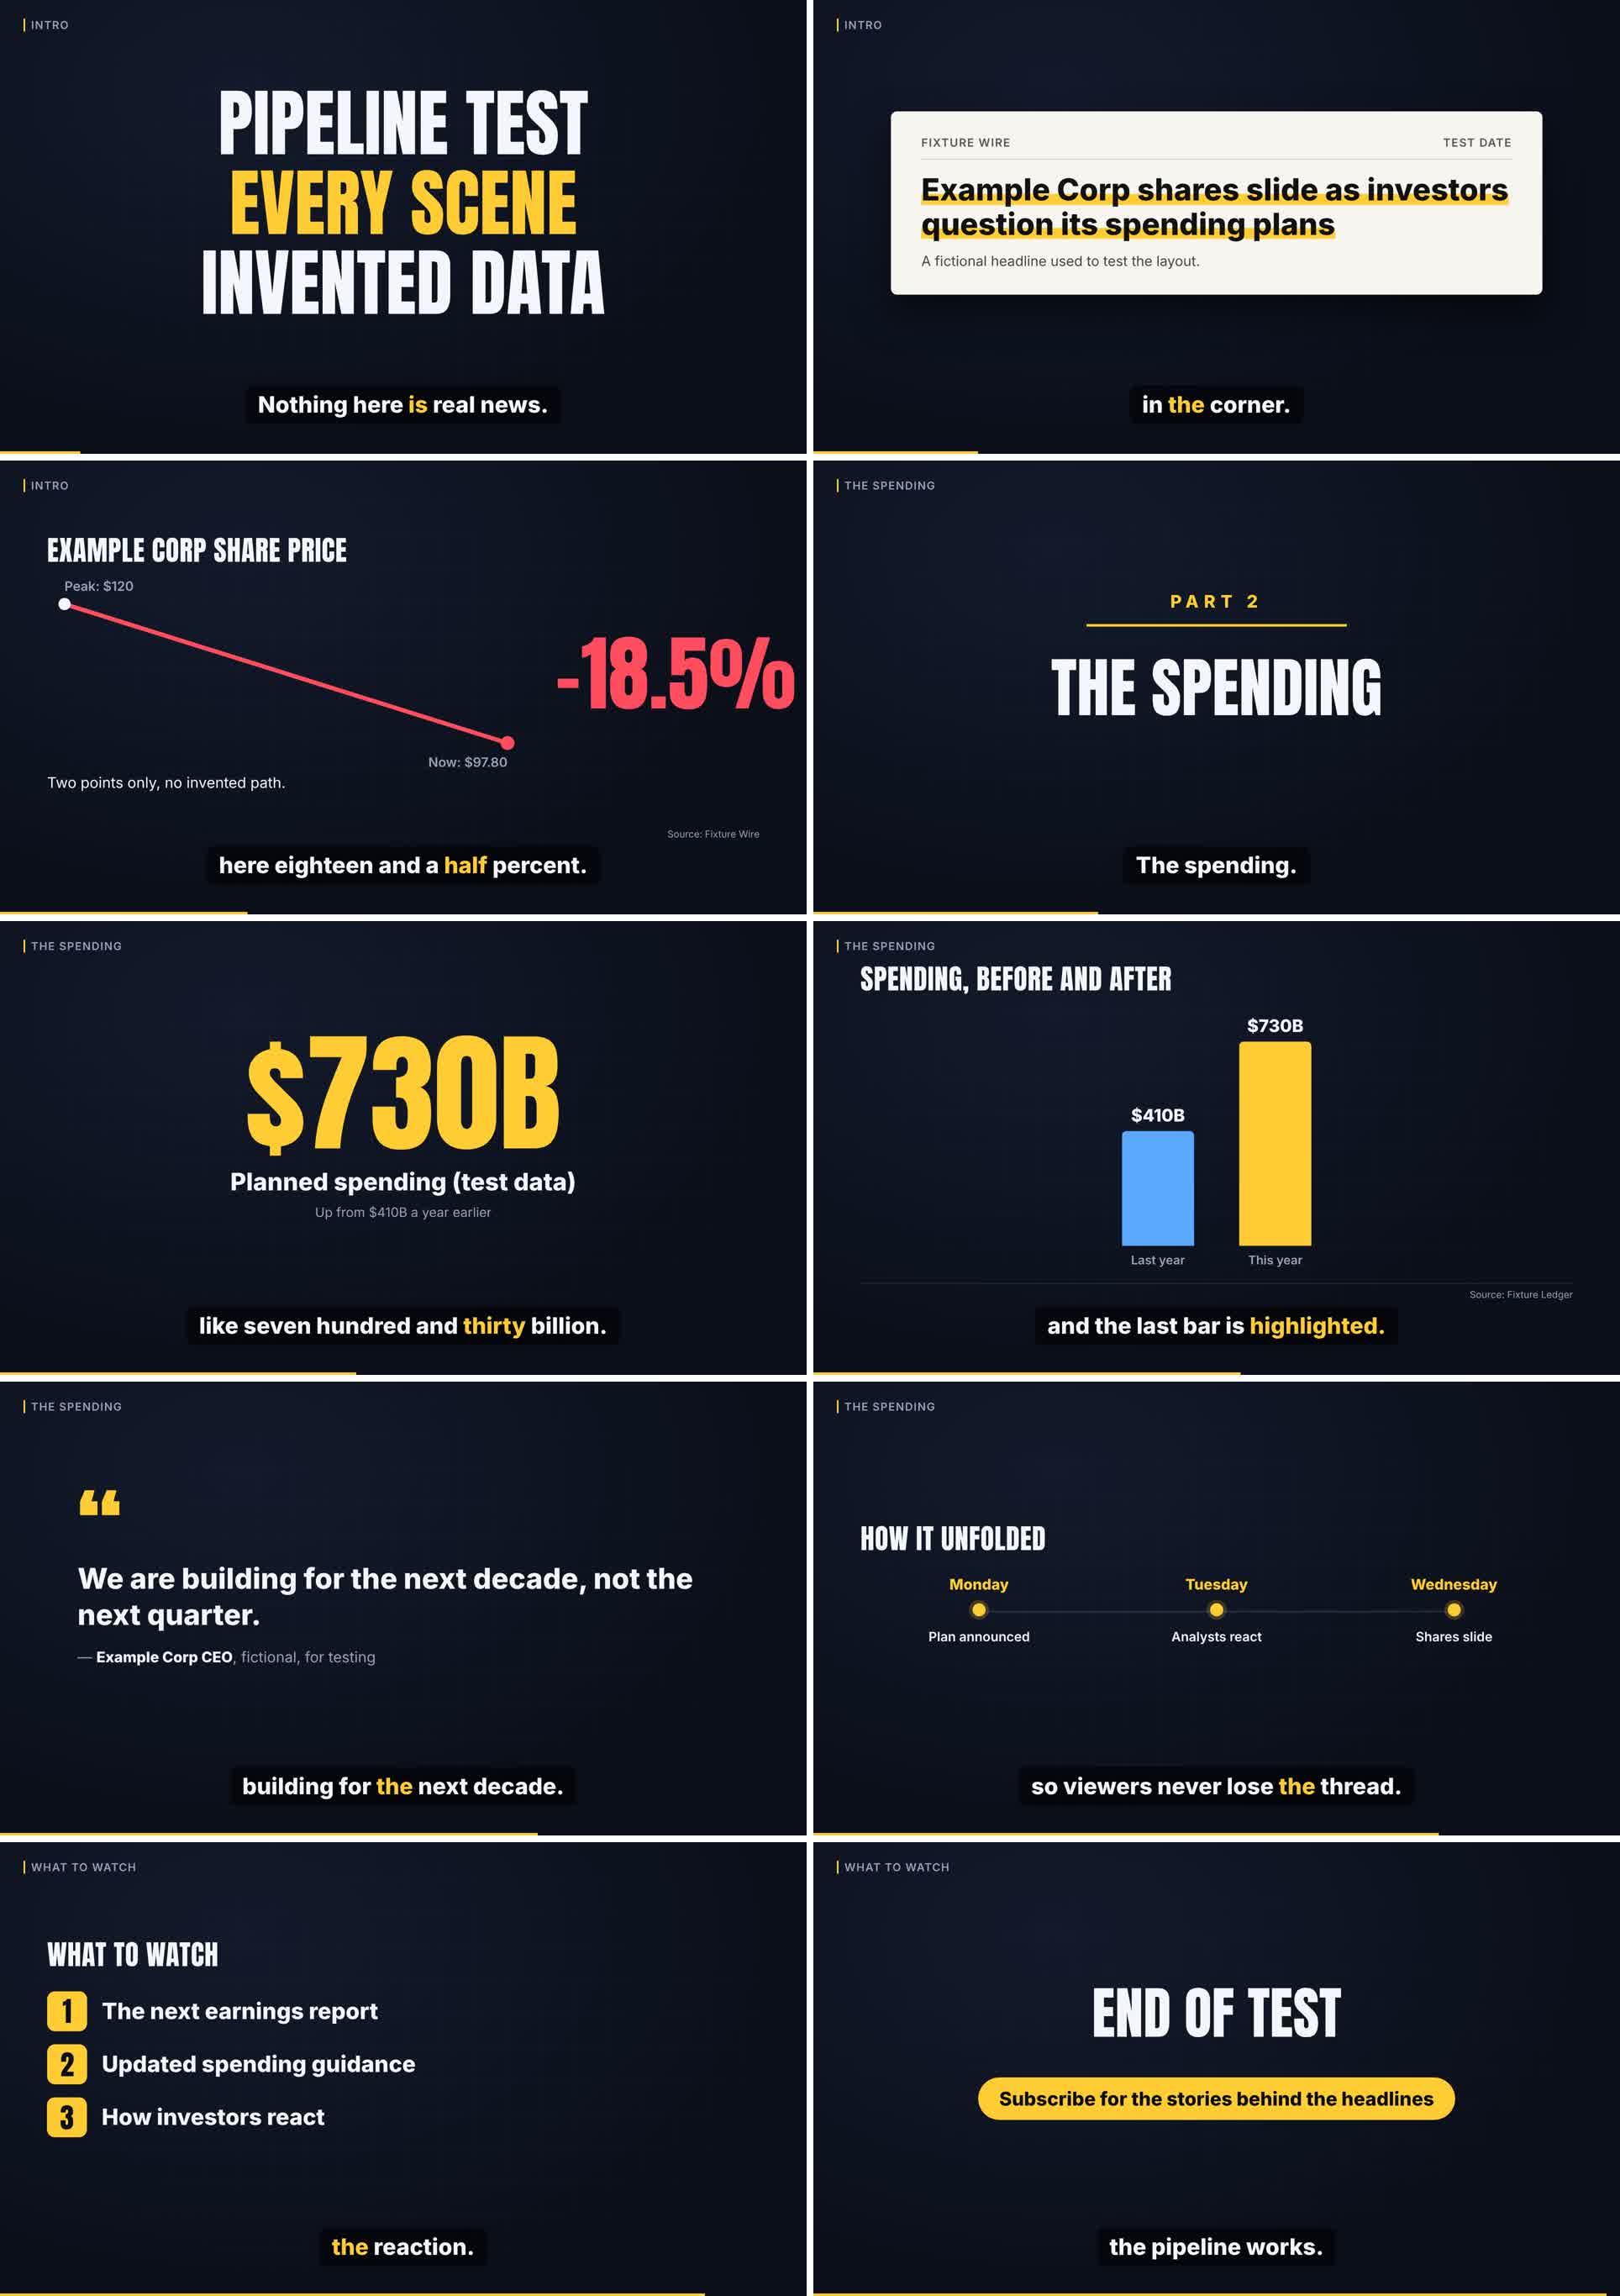 INTRO
PIPELINE TEST
EVERY SCENE
INVENTED DATA
Nothing here is real news.
INTRO
FIXTURE WIRE
TEST DATE
Example Corp shares slide as investors
question its spending plans
A fictional headline used to test the layout.
in the corner.
INTRO
EXAMPLE CORP SHARE PRICE
Peak: $120
-18.5%
Now: $97.80
Two points only, no invented path.
Source: Fixture Wire
here eighteen and a half percent.
THE SPENDING
PART 2
THE SPENDING
The spending.
THE SPENDING
$730B
Planned spending (test data)
Up from $410B a year earlier
like seven hundred and thirty billion.
THE SPENDING
SPENDING, BEFORE AND AFTER
$730B
$410B
Last year
This year
Source: Fixture Ledger
and the last bar is highlighted.
THE SPENDING
❝
We are building for the next decade, not the
next quarter.
— Example Corp CEO, fictional, for testing
building for the next decade.
THE SPENDING
HOW IT UNFOLDED
Monday
Tuesday
Wednesday
Plan announced
Analysts react
Shares slide
so viewers never lose the thread.
WHAT TO WATCH
WHAT TO WATCH
1 The next earnings report
2 Updated spending guidance
3 How investors react
the reaction.
WHAT TO WATCH
END OF TEST
Subscribe for the stories behind the headlines
the pipeline works.